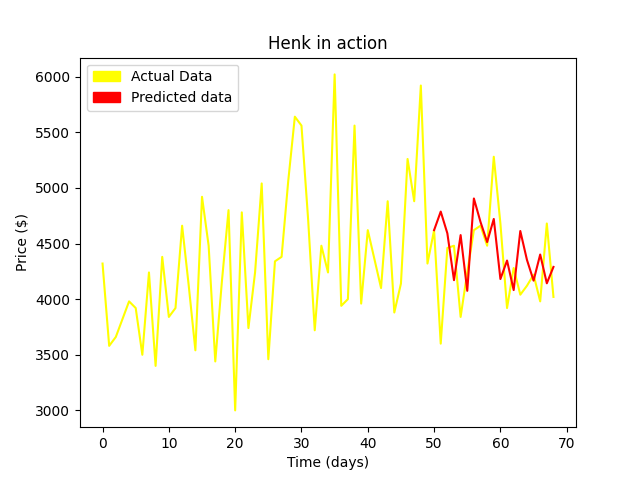 Henk in action
Actual Data
Predicted data
Price ($)
6000
5500
5000
4500
4000
3500
3000
0 10 20 30 40 50 60 70
Time (days)